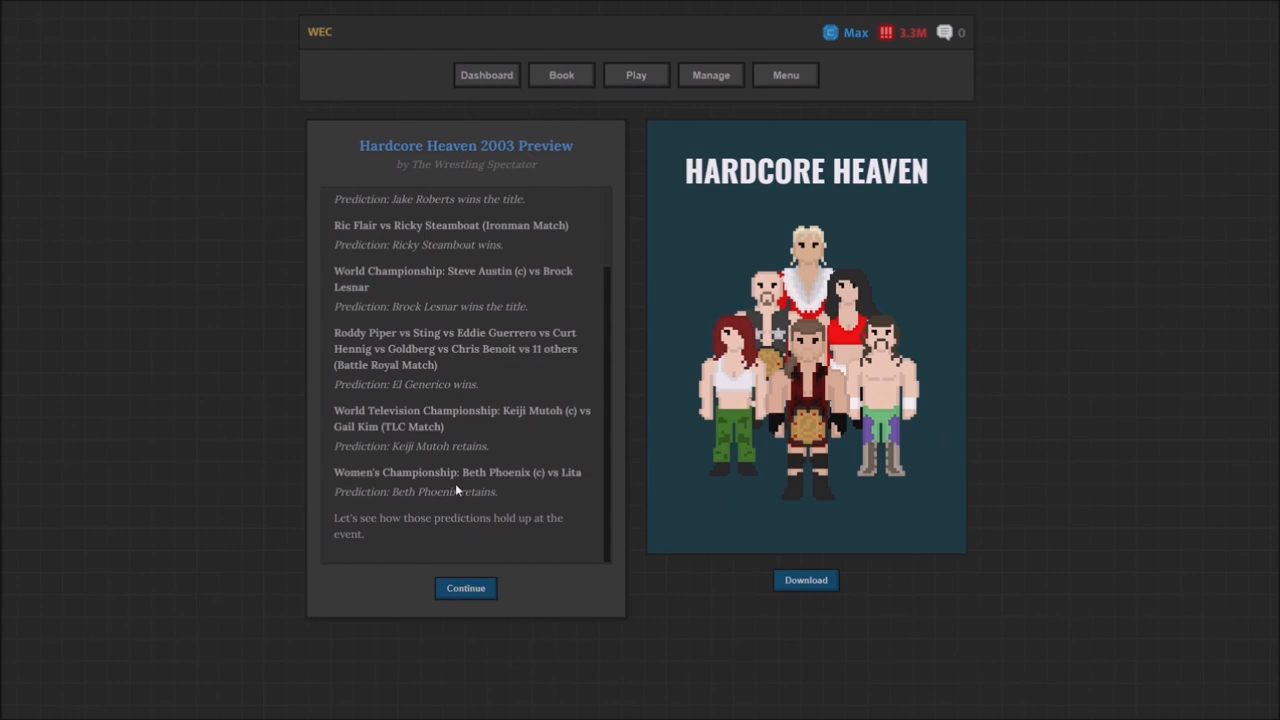 WEC
Max
3.3M
0
Dashboard
Book
Play
Manage
Menu
Hardcore Heaven 2003 Preview
by The Wrestling Spectator
Prediction: Jake Roberts wins the title.
Ric Flair vs Ricky Steamboat (Ironman Match)
Prediction: Ricky Steamboat wins.
World Championship: Steve Austin (c) vs Brock
Lesnar
Prediction: Brock Lesnar wins the title.
Roddy Piper vs Sting vs Eddie Guerrero vs Curt
Hennig vs Goldberg vs Chris Benoit vs 11 others
(Battle Royal Match)
Prediction: El Generico wins.
World Television Championship: Keiji Mutoh (c) vs
Gail Kim (TLC Match)
Prediction: Keiji Mutoh retains.
Women's Championship: Beth Phoenix (c) vs Lita
Prediction: Beth Phoenix retains.
Let's see how those predictions hold up at the
event.
Continue
HARDCORE HEAVEN
Download